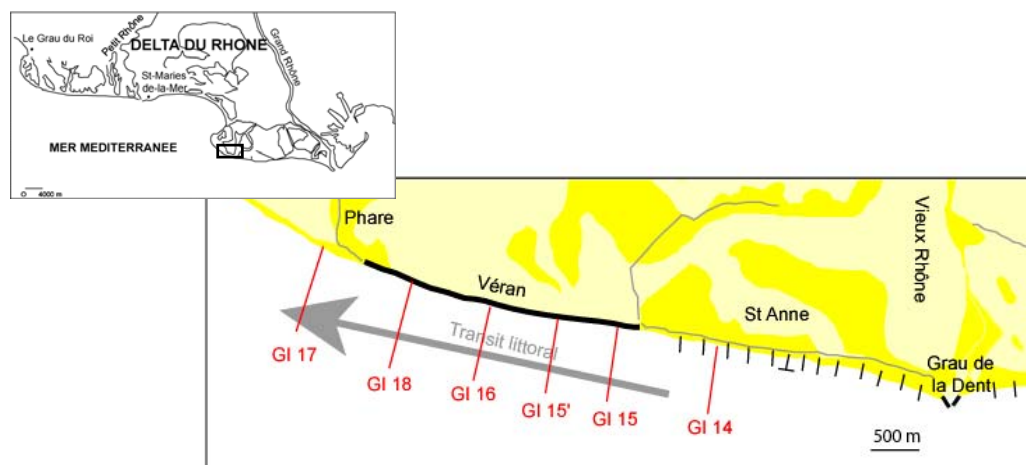 Le Grau du Roi
Petit Rhône
DELTA DU RHONE
Grand Rhône
St-Maries
de-la-Mer
MER MEDITERRANEE
O 4000 m
Phare
Véran
St Anne
Vieux Rhône
Grau de
la Dent
Transit littoral
GI 17
GI 18
GI 16
GI 15'
GI 15
GI 14
500 m